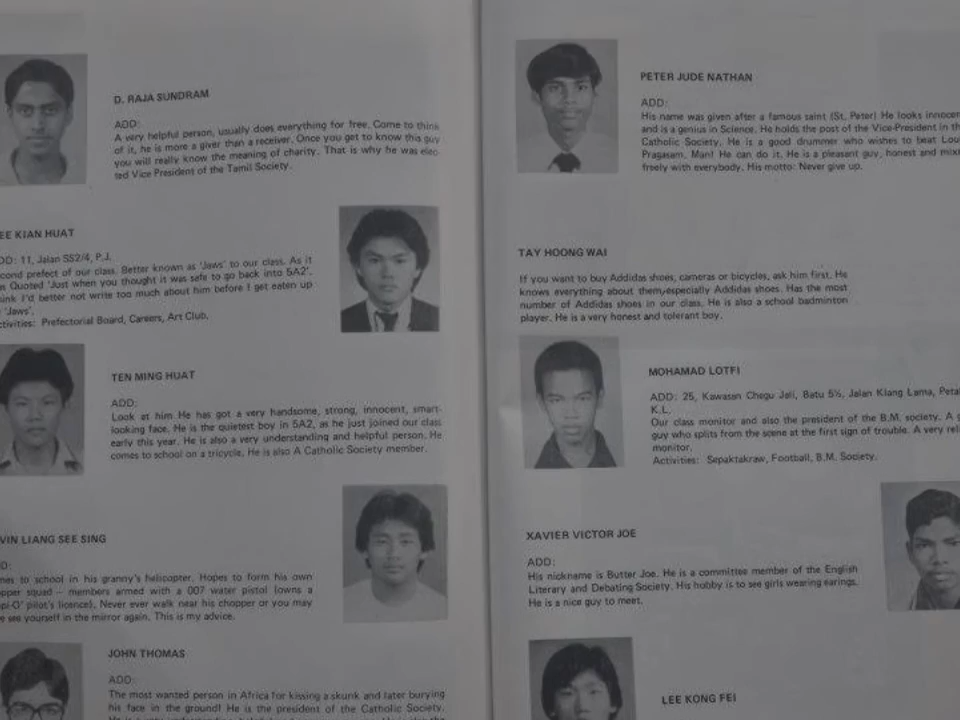 D. RAJA SUNDRAM
ADD:
A very helpful person, usually does everything for free. Come to think
of it, he is more a giver than a receiver. Once you get to know this guy
you will really know the meaning of charity. That is why he was elec-
ted Vice President of the Tamil Society.
EE KIAN HUAT
DD: 11, Jalan SS2/4, P.J.
cond prefect of our class. Better known as 'Jaws' to our class. As it
s Quoted 'Just when you thought it was safe to go back into 5A2'.
ink I'd better not write too much about him before I get eaten up
'Jaws'.
ctivities: Prefectorial Board, Careers, Art Club.
TEN MING HUAT
ADD:
Look at him He has got a very handsome, strong, innocent, smart-
looking face. He is the quietest boy in 5A2, as he just joined our class
early this year. He is also a very understanding and helpful person. He
comes to school on a tricycle. He is also A Catholic Society member.
VIN LIANG SEE SING
D:
mes to school in his granny's helicopter. Hopes to form his own
pper squad — members armed with a 007 water pistol (owns a
pi-O' pilot's licence). Never ever walk near his chopper or you may
see yourself in the mirror again. This is my advice.
JOHN THOMAS
ADD:
The most wanted person in Africa for kissing a skunk and later burying
his face in the ground! He is the president of the Catholic Society.
PETER JUDE NATHAN
ADD:
His name was given after a famous saint (St. Peter) He looks innocen
and is a genius in Science. He holds the post of the Vice-President in th
Catholic Society. He is a good drummer who wishes to beat Lou
Pragasam. Man! He can do it. He is a pleasant guy, honest and mix
freely with everybody. His motto: Never give up.
TAY HOONG WAI
If you want to buy Addidas shoes, cameras or bicycles, ask him first. He
knows everything about them,especially Addidas shoes. Has the most
number of Addidas shoes in our class. He is also a school badminton
player. He is a very honest and tolerant boy.
MOHAMAD LOTFI
ADD: 25, Kawasan Chegu Jali, Batu 5½, Jalan Klang Lama, Peta
K.L.
Our class monitor and also the president of the B.M. society. A g
guy who splits from the scene at the first sign of trouble. A very rel
monitor.
Activities: Sepaktakraw, Football, B.M. Society.
XAVIER VICTOR JOE
ADD:
His nickname is Butter Joe. He is a committee member of the English
Literary and Debating Society. His hobby is to see girls wearing earings.
He is a nice guy to meet.
LEE KONG FEI